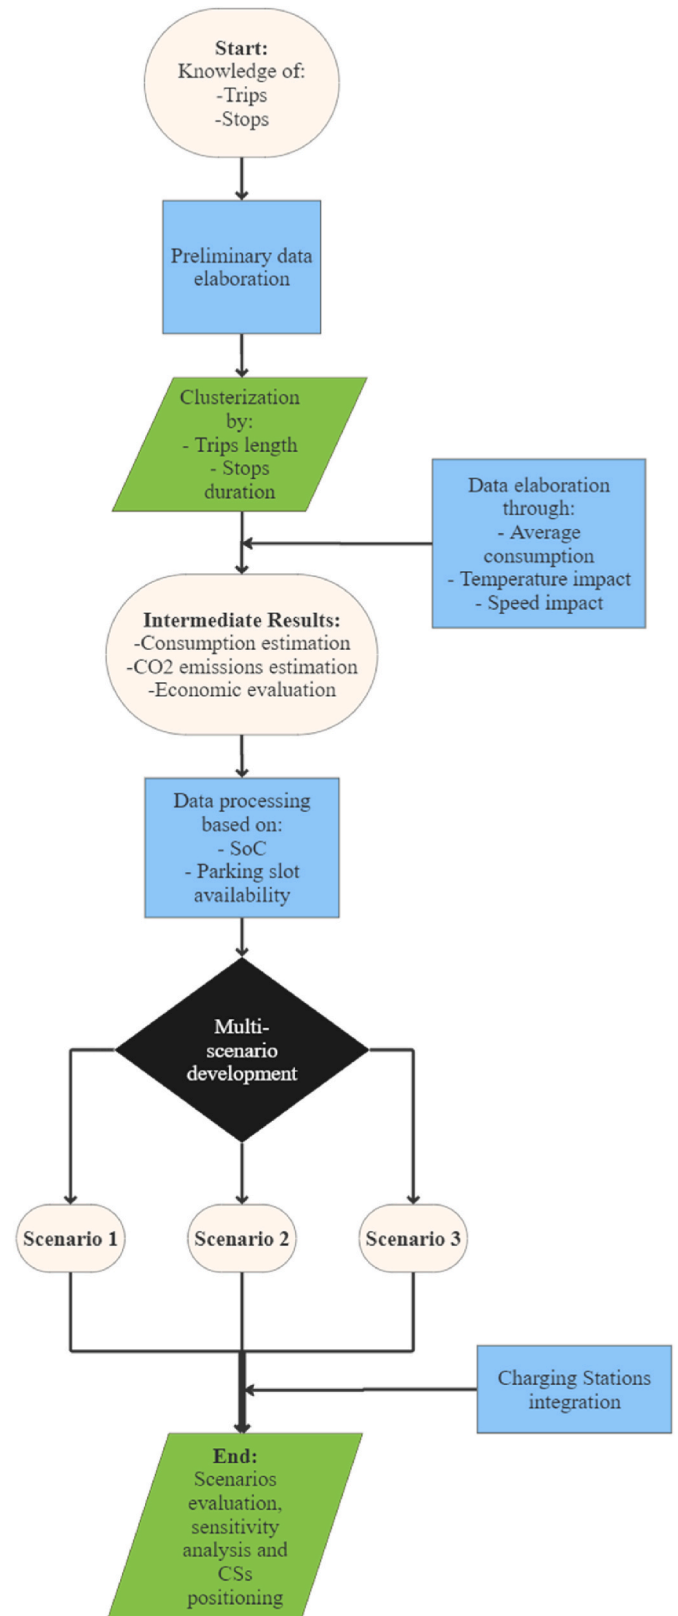 Start:
Knowledge of:
-Trips
-Stops
Preliminary data
elaboration
Clusterization
by:
- Trips length
- Stops
duration
Data elaboration
through:
- Average
consumption
- Temperature impact
- Speed impact
Intermediate Results:
-Consumption estimation
-CO2 emissions estimation
-Economic evaluation
Data processing
based on:
- SoC
- Parking slot
availability
Multi-
scenario
development
Scenario 1
Scenario 2
Scenario 3
Charging Stations
integration
End:
Scenarios
evaluation,
sensitivity
analysis and
CSs
positioning